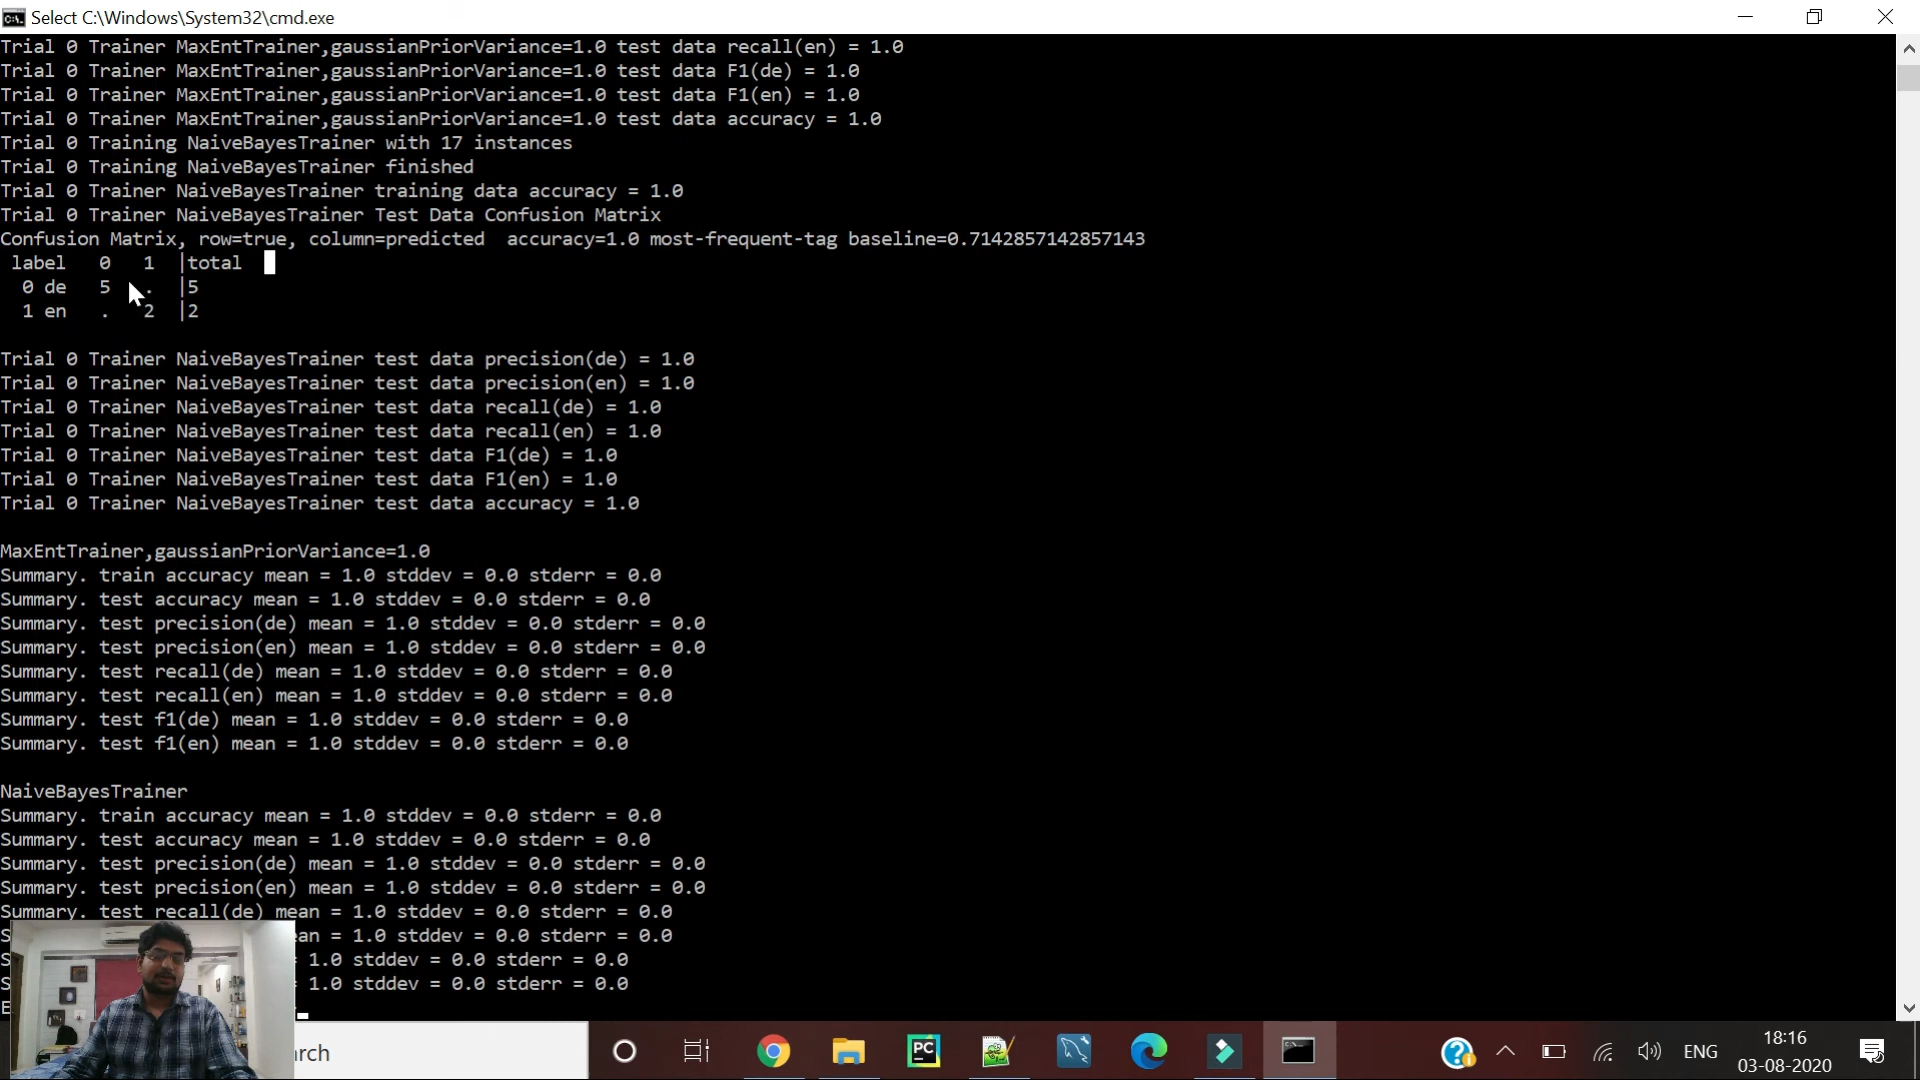 Select C:\Windows\System32\cmd.exe
Trial 0 Trainer MaxEntTrainer,gaussianPriorVariance=1.0 test data recall(en) = 1.0
Trial 0 Trainer MaxEntTrainer,gaussianPriorVariance=1.0 test data F1(de) = 1.0
Trial 0 Trainer MaxEntTrainer,gaussianPriorVariance=1.0 test data F1(en) = 1.0
Trial 0 Trainer MaxEntTrainer,gaussianPriorVariance=1.0 test data accuracy = 1.0
Trial 0 Training NaiveBayesTrainer with 17 instances
Trial 0 Training NaiveBayesTrainer finished
Trial 0 Trainer NaiveBayesTrainer training data accuracy = 1.0
Trial 0 Trainer NaiveBayesTrainer Test Data Confusion Matrix
Confusion Matrix, row=true, column=predicted  accuracy=1.0 most-frequent-tag baseline=0.7142857142857143
label   0   1  |total
0 de   5   .  |5
1 en   .   2  |2
Trial 0 Trainer NaiveBayesTrainer test data precision(de) = 1.0
Trial 0 Trainer NaiveBayesTrainer test data precision(en) = 1.0
Trial 0 Trainer NaiveBayesTrainer test data recall(de) = 1.0
Trial 0 Trainer NaiveBayesTrainer test data recall(en) = 1.0
Trial 0 Trainer NaiveBayesTrainer test data F1(de) = 1.0
Trial 0 Trainer NaiveBayesTrainer test data F1(en) = 1.0
Trial 0 Trainer NaiveBayesTrainer test data accuracy = 1.0
MaxEntTrainer,gaussianPriorVariance=1.0
Summary. train accuracy mean = 1.0 stddev = 0.0 stderr = 0.0
Summary. test accuracy mean = 1.0 stddev = 0.0 stderr = 0.0
Summary. test precision(de) mean = 1.0 stddev = 0.0 stderr = 0.0
Summary. test precision(en) mean = 1.0 stddev = 0.0 stderr = 0.0
Summary. test recall(de) mean = 1.0 stddev = 0.0 stderr = 0.0
Summary. test recall(en) mean = 1.0 stddev = 0.0 stderr = 0.0
Summary. test f1(de) mean = 1.0 stddev = 0.0 stderr = 0.0
Summary. test f1(en) mean = 1.0 stddev = 0.0 stderr = 0.0
NaiveBayesTrainer
Summary. train accuracy mean = 1.0 stddev = 0.0 stderr = 0.0
Summary. test accuracy mean = 1.0 stddev = 0.0 stderr = 0.0
Summary. test precision(de) mean = 1.0 stddev = 0.0 stderr = 0.0
Summary. test precision(en) mean = 1.0 stddev = 0.0 stderr = 0.0
Summary. test recall(de) mean = 1.0 stddev = 0.0 stderr = 0.0
an = 1.0 stddev = 0.0 stderr = 0.0
1.0 stddev = 0.0 stderr = 0.0
1.0 stddev = 0.0 stderr = 0.0
rch
PC
ENG
18:16
03-08-2020